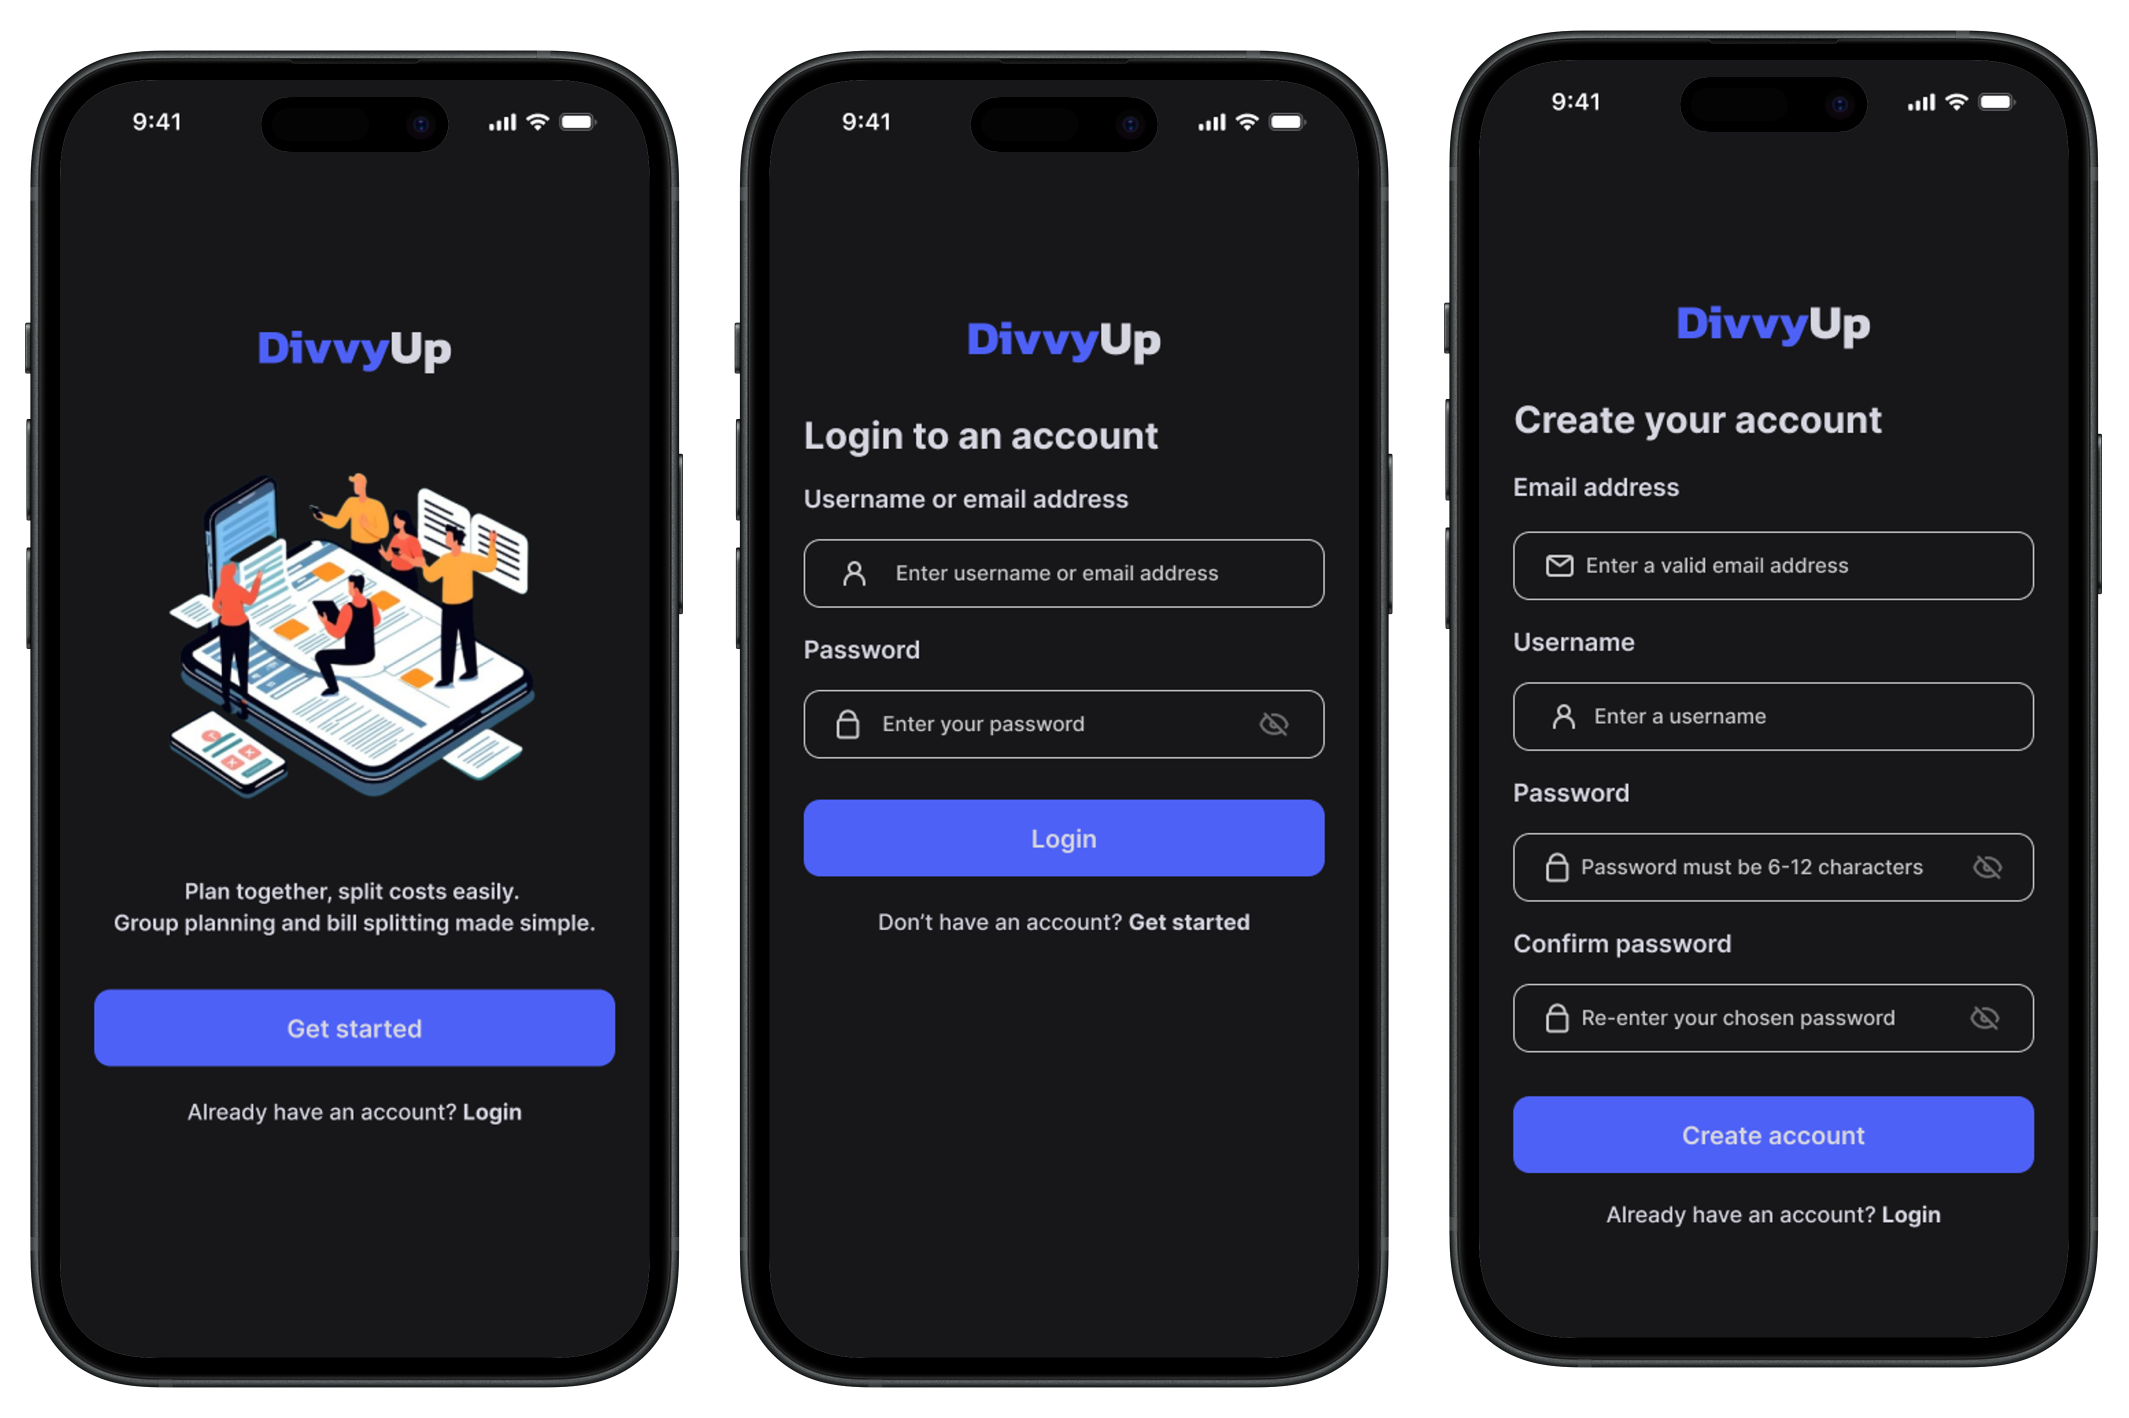 9:41
DivvyUp
Plan together, split costs easily.
Group planning and bill splitting made simple.
Get started
Already have an account? Login
9:41
DivvyUp
Login to an account
Username or email address
Enter username or email address
Password
Enter your password
Login
Don’t have an account? Get started
9:41
DivvyUp
Create your account
Email address
Enter a valid email address
Username
Enter a username
Password
Password must be 6-12 characters
Confirm password
Re-enter your chosen password
Create account
Already have an account? Login